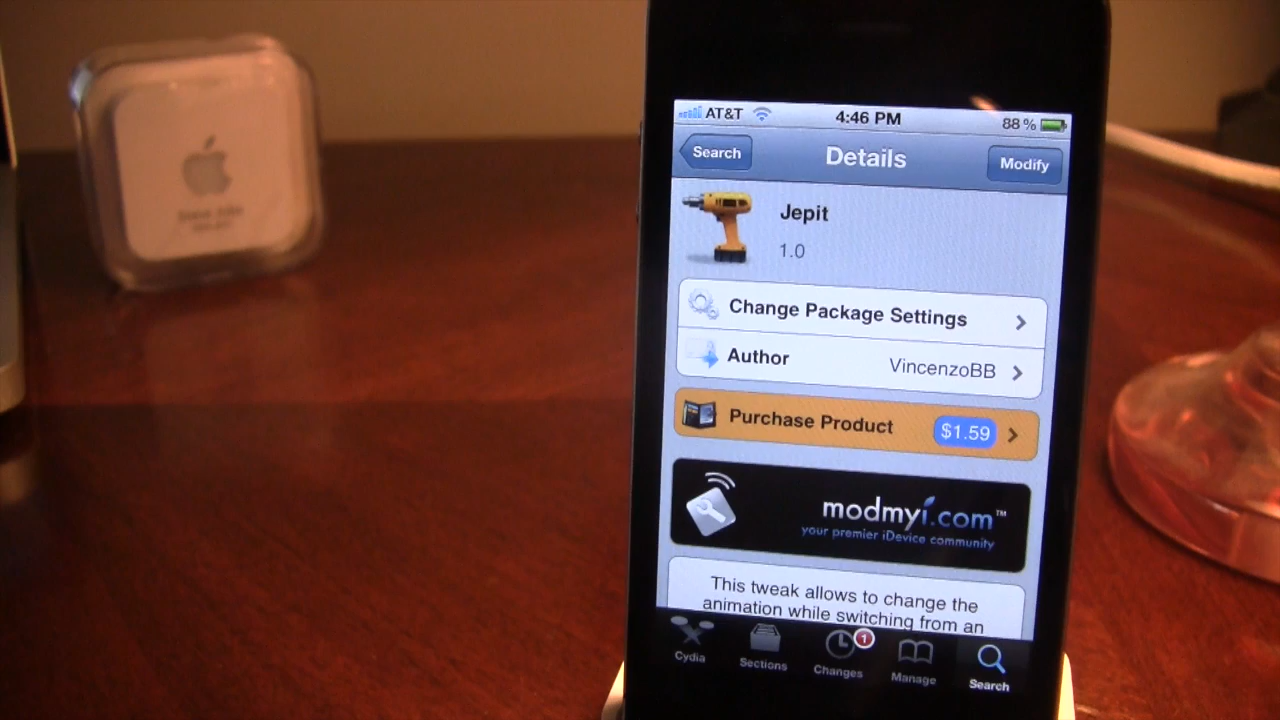 AT&T 4:46 PM 88%
Search Details Modify
Jepit
1.0
Change Package Settings
Author VincenzoBB
Purchase Product $1.59
modmyi.com™
your premier iDevice community
This tweak allows to change the
animation while switching from an
1
Cydia Sections Changes Manage Search